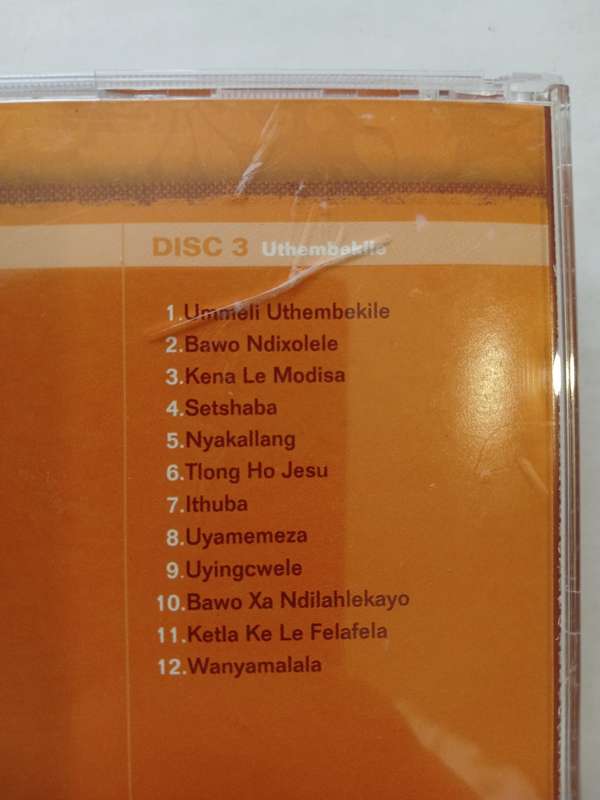 DISC 3 Uthembekile
1.Ummeli Uthembekile
2.Bawo Ndixolele
3.Kena Le Modisa
4.Setshaba
5.Nyakallang
6.Tlong Ho Jesu
7.Ithuba
8.Uyamemeza
9.Uyingcwele
10.Bawo Xa Ndilahlekayo
11.Ketla Ke Le Felafela
12.Wanyamalala